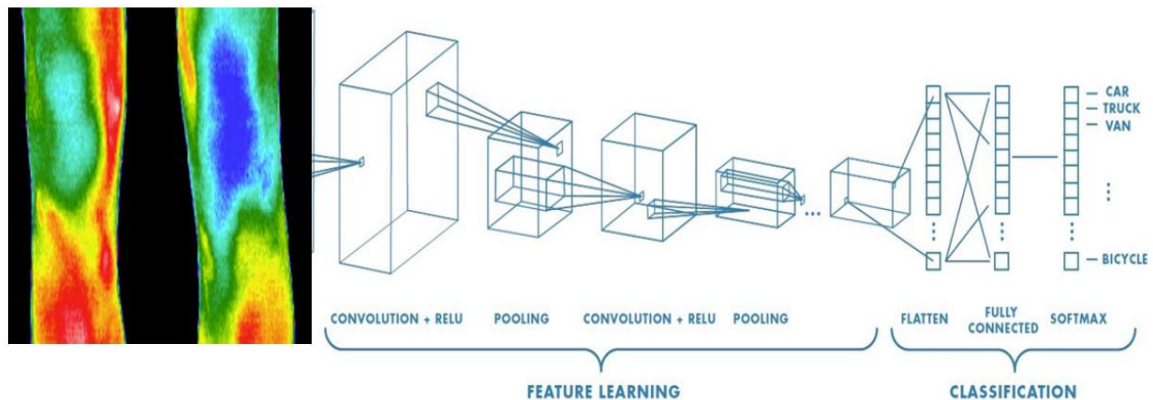 CAR
TRUCK
VAN
BICYCLE
CONVOLUTION + RELU POOLING CONVOLUTION + RELU POOLING FLATTEN FULLY CONNECTED SOFTMAX
FEATURE LEARNING CLASSIFICATION